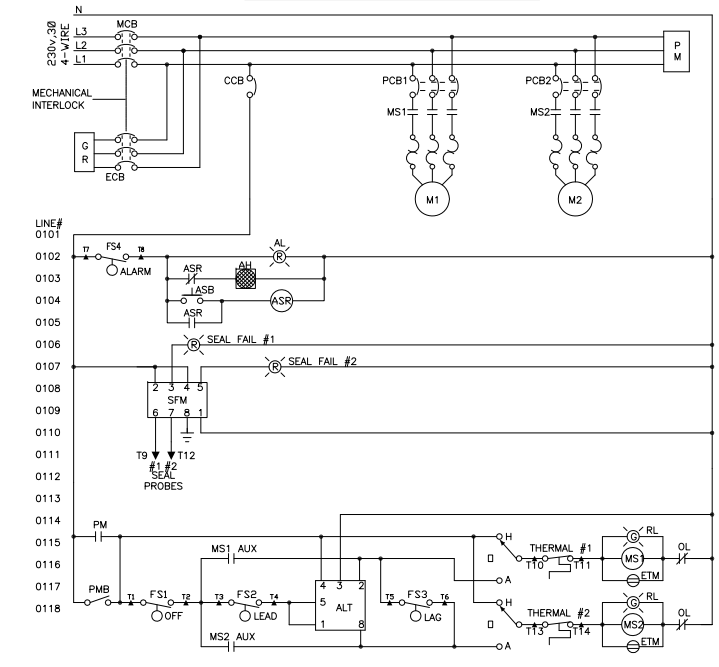 N
MCB
230v,3Ø
4-WIRE
L3
L2
L1
P
M
CCB
PCB1
PCB2
MECHANICAL
INTERLOCK
MS1
MS2
G
R
ECB
M1
M2
LINE#
0101
0102
T7
FS4
T8
ALARM
AL
R
0103
ASR
AH
0104
ASB
ASR
0105
ASR
0106
R
SEAL FAIL #1
0107
R
SEAL FAIL #2
0108
2 3 4 5
SFM
0109
6 7 8 1
0110
0111
T9
T12
#1 #2
SEAL
PROBES
0112
0113
0114
0115
PM
H
THERMAL #1
T10
T11
G
RL
MS1
OL
ETM
0116
MS1 AUX
A
0117
PMB
4 3 2
5
ALT
1
8
0118
T1
FS1
T2
OFF
T3
FS2
T4
LEAD
T5
FS3
T6
LAG
MS2 AUX
H
THERMAL #2
T13
T14
G
RL
MS2
OL
ETM
A